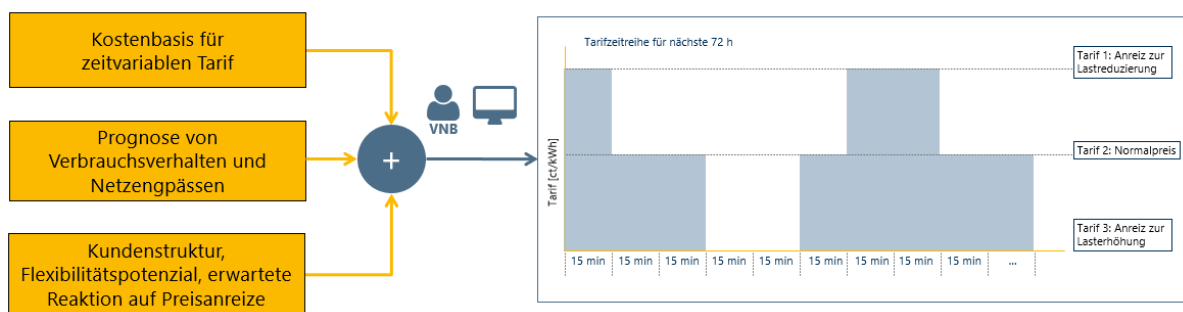 Kostenbasis für
zeitvariablen Tarif
Prognose von
Verbrauchsverhalten und
Netzengpässen
Kundenstruktur,
Flexibilitätspotenzial, erwartete
Reaktion auf Preisanreize
+
VNB
Tarifzeitreihe für nächste 72 h
Tarif [ct/kWh]
Tarif 1: Anreiz zur
Lastreduzierung
Tarif 2: Normalpreis
Tarif 3: Anreiz zur
Lasterhöhung
15 min 15 min 15 min 15 min 15 min 15 min 15 min 15 min 15 min ...